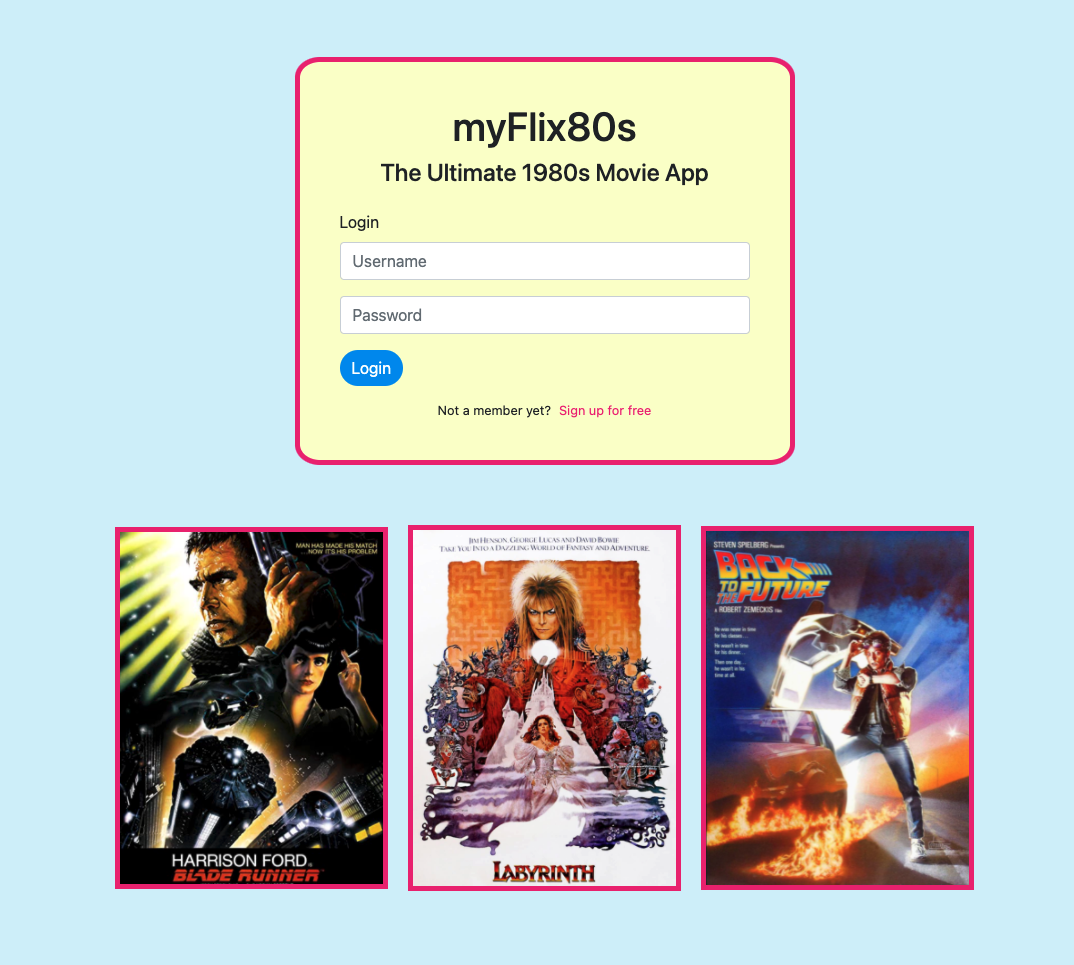 myFlix80s
The Ultimate 1980s Movie App
Login
Username
Password
Login
Not a member yet? Sign up for free
MAN HAS MADE HIS MATCH
...NOW IT'S HIS PROBLEM
HARRISON FORD
BLADE RUNNER
JIM HENSON, GEORGE LUCAS AND DAVID BOWIE
TAKE YOU INTO A DAZZLING WORLD OF FANTASY AND ADVENTURE.
LABYRINTH
STEVEN SPIELBERG Presents
BACK
TO
THE FUTURE
A ROBERT ZEMECKIS Film
He was never in time
for his classes...
He wasn't in time
for his dinner...
Then one day...
he wasn't in his
time at all.